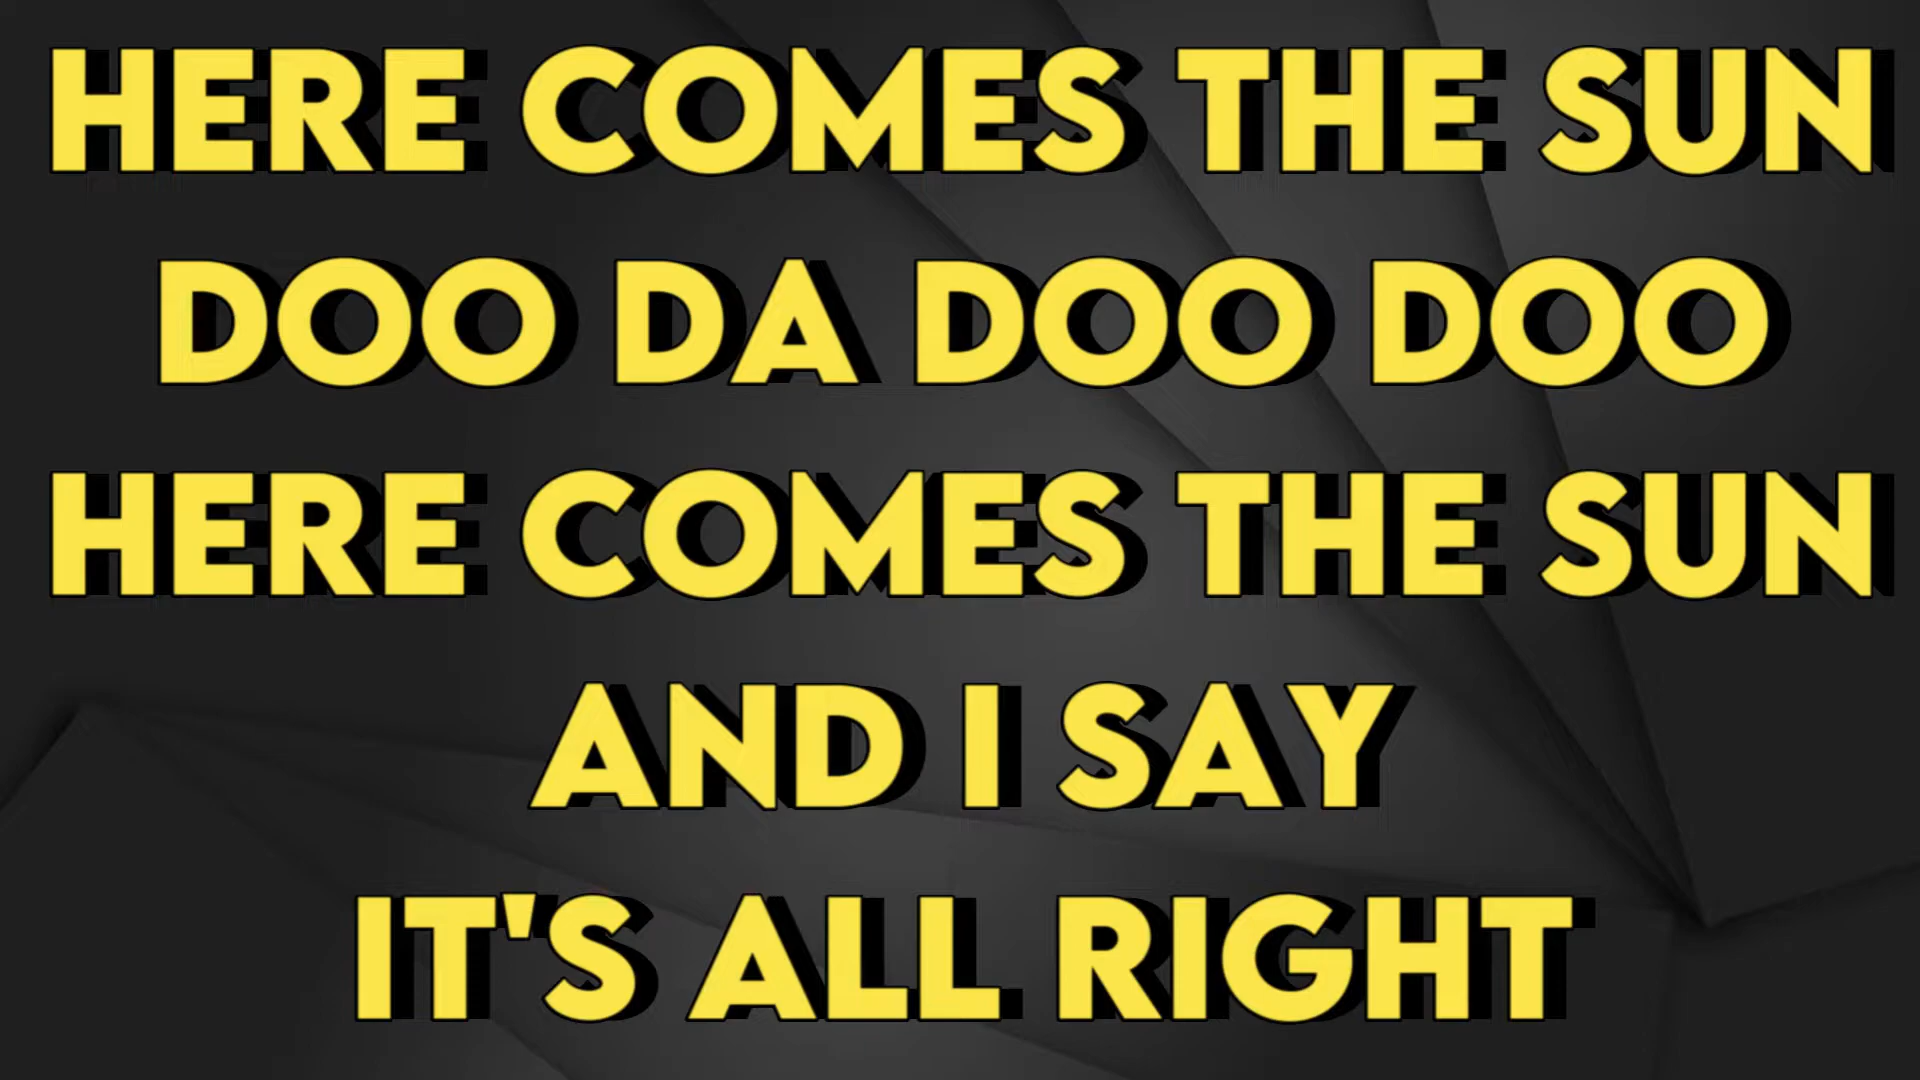 HERE COMES THE SUN
DOO DA DOO DOO
HERE COMES THE SUN
AND I SAY
IT'S ALL RIGHT